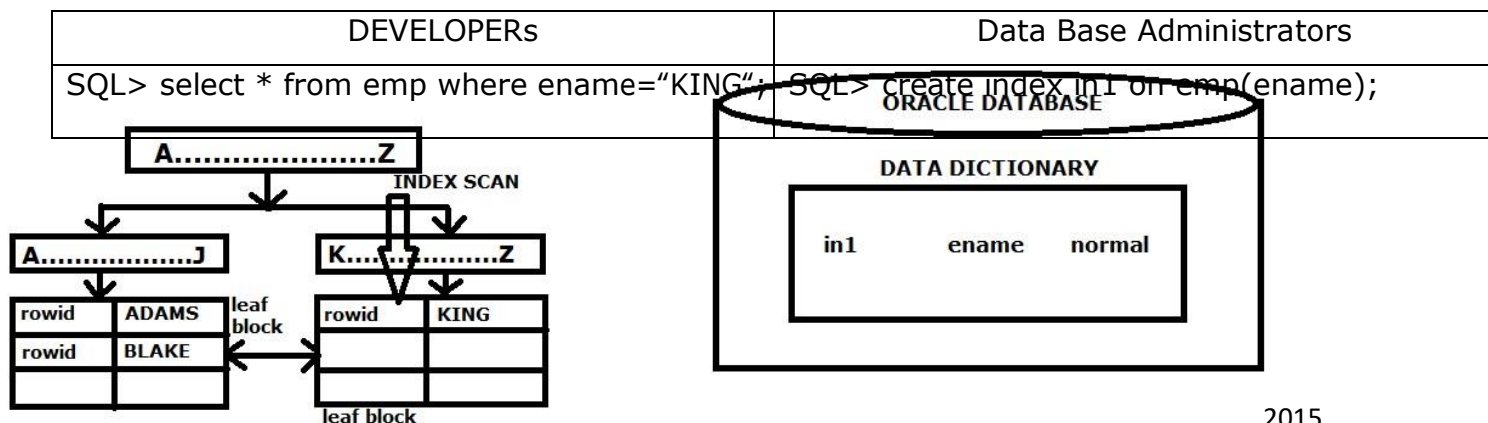 DEVELOPERs Data Base Administrators
SQL> select * from emp where ename=“KING“; SQL> create index in1 on emp(ename);
ORACLE DATABASE
A.....................Z
DATA DICTIONARY
INDEX SCAN
A..................J
K.................Z
in1 ename normal
rowid ADAMS
leaf
block
rowid KING
rowid BLAKE
leaf block
2015